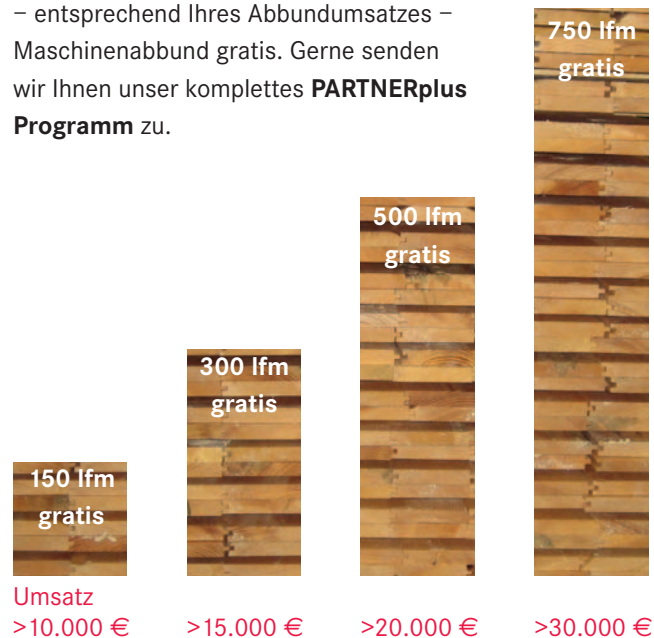 – entsprechend Ihres Abbundumsatzes –
Maschinenabbund gratis. Gerne senden
wir Ihnen unser komplettes PARTNERplus
Programm zu.
750 lfm
gratis
500 lfm
gratis
300 lfm
gratis
150 lfm
gratis
Umsatz
>10.000 € >15.000 € >20.000 € >30.000 €